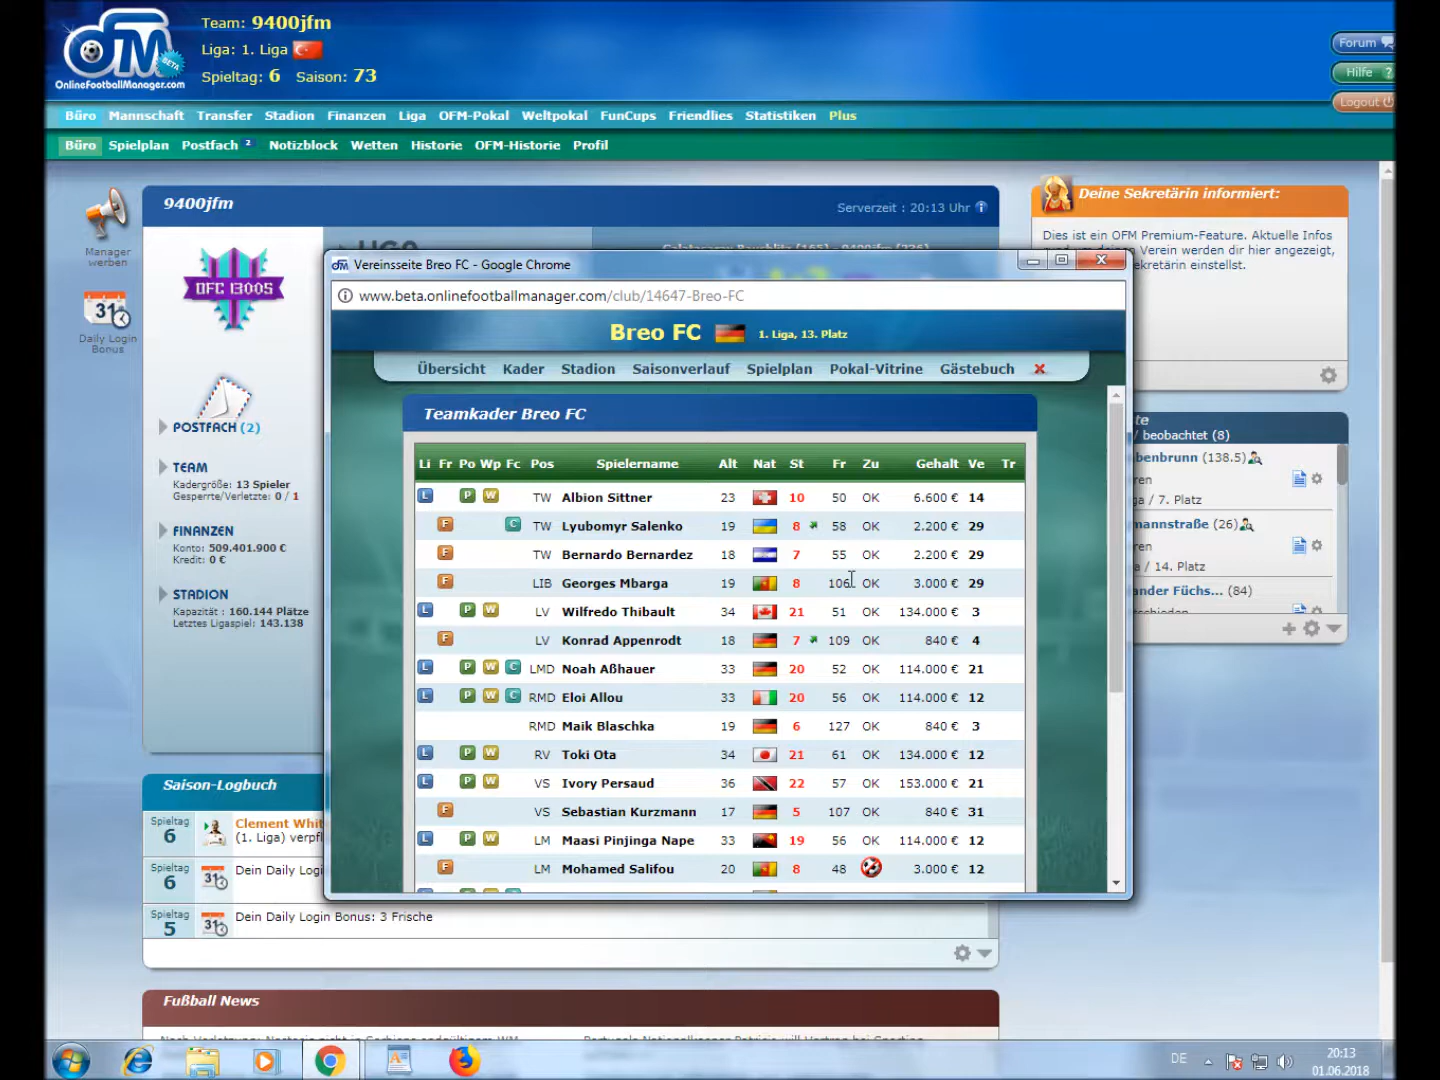 OFM BETA
OnlineFootballManager.com
Team: 9400jfm
Liga: 1. Liga
Spieltag: 6 Saison: 73
Forum
Hilfe ?
Logout
Büro Mannschaft Transfer Stadion Finanzen Liga OFM-Pokal Weltpokal FunCups Friendlies Statistiken Plus
Büro Spielplan Postfach 2 Notizblock Wetten Historie OFM-Historie Profil
Manager
werben
31
Daily Login
Bonus
9400jfm
Serverzeit : 20:13 Uhr
OFC 13005
POSTFACH (2)
TEAM
Kadergröße: 13 Spieler
Gesperrte/Verletzte: 0 / 1
FINANZEN
Konto: 509.401.900 €
Kredit: 0 €
STADION
Kapazität : 160.144 Plätze
Letztes Ligaspiel: 143.138
Deine Sekretärin informiert:
Dies ist ein OFM Premium-Feature. Aktuelle Infos
deinen Verein werden dir hier angezeigt,
einstellst.
/ beobachtet (8)
(138.5)
/ 7. Platz
mannstraße (26)
/ 14. Platz
ander Füchs... (84)
Vereinsseite Breo FC - Google Chrome
www.beta.onlinefootballmanager.com/club/14647-Breo-FC
Breo FC 1. Liga, 13. Platz
Übersicht Kader Stadion Saisonverlauf Spielplan Pokal-Vitrine Gästebuch x
Teamkader Breo FC
Li Fr Po Wp Fc Pos Spielername Alt Nat St Fr Zu Gehalt Ve Tr
L P W TW Albion Sittner 23 10 50 OK 6.600 € 14
F C TW Lyubomyr Salenko 19 8 58 OK 2.200 € 29
F TW Bernardo Bernardez 18 7 55 OK 2.200 € 29
F LIB Georges Mbarga 19 8 106 OK 3.000 € 29
L P W LV Wilfredo Thibault 34 21 51 OK 134.000 € 3
F LV Konrad Appenrodt 18 7 109 OK 840 € 4
L P W C LMD Noah Aßhauer 33 20 52 OK 114.000 € 21
L P W C RMD Eloi Allou 33 20 56 OK 114.000 € 12
RMD Maik Blaschka 19 6 127 OK 840 € 3
L P W RV Toki Ota 34 21 61 OK 134.000 € 12
L P W VS Ivory Persaud 36 22 57 OK 153.000 € 21
F VS Sebastian Kurzmann 17 5 107 OK 840 € 31
L P W LM Maasi Pinjinga Nape 33 19 56 OK 114.000 € 12
F LM Mohamed Salifou 20 8 48 3.000 € 12
Saison-Logbuch
Spieltag
6
Clement Whit
(1. Liga) verpfl
Spieltag
6
31
Dein Daily Logi
Spieltag
5
31
Dein Daily Login Bonus: 3 Frische
Fußball News
DE
20:13
01.06.2018